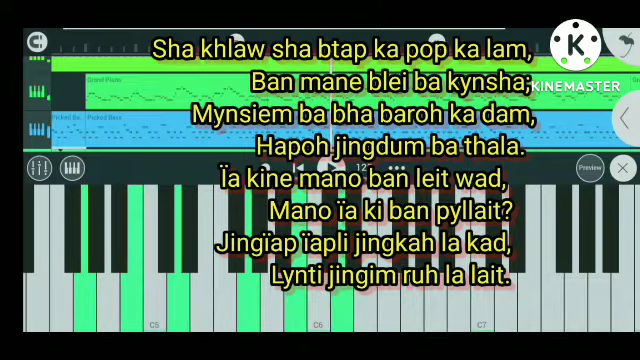 Sha khlaw sha btap ka pop ka lam,
Ban mane blei ba kynsha;
Mynsiem ba bha baroh ka dam,
Hapoh jingdum ba thala.
Ïa kine mano ban leit wad,
Mano ïa ki ban pyllait?
Jingïap ïapli jingkah la kad,
Lynti jingim ruh la lait.
KINEMASTER
Grand Piano
Picked Bass
Preview
C5
C6
C7